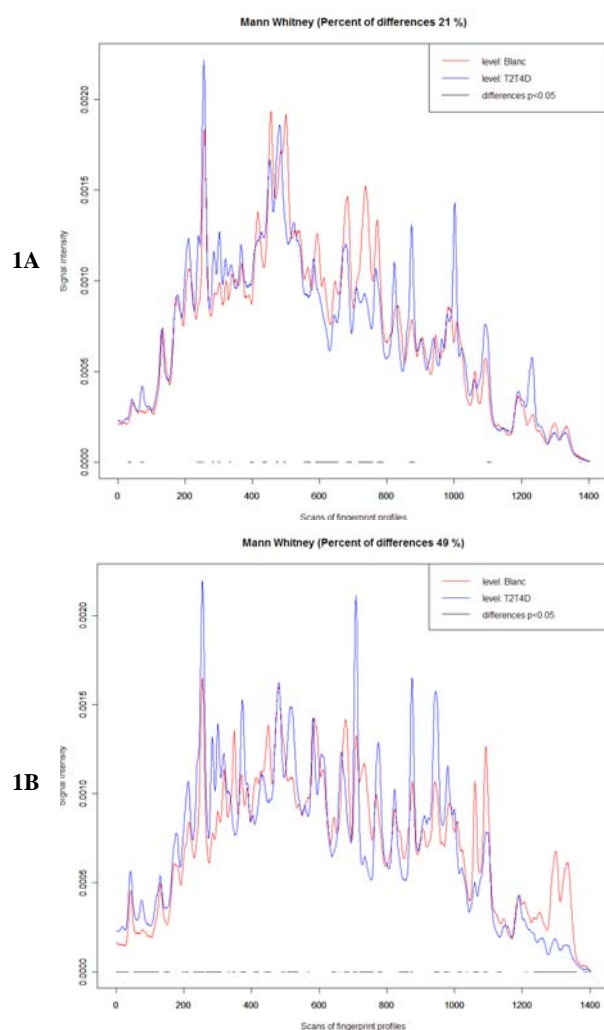 Mann Whitney (Percent of differences 21 %)
level: Blanc
level: T2T4D
differences p<0.05
1A
Signal intensity
0.0020
0.0015
0.0010
0.0005
0.0000
0 200 400 600 800 1000 1200 1400
Scans of fingerprint profiles
Mann Whitney (Percent of differences 49 %)
level: Blanc
level: T2T4D
differences p<0.05
1B
Signal intensity
0.0020
0.0015
0.0010
0.0005
0.0000
0 200 400 600 800 1000 1200 1400
Scans of fingerprint profiles